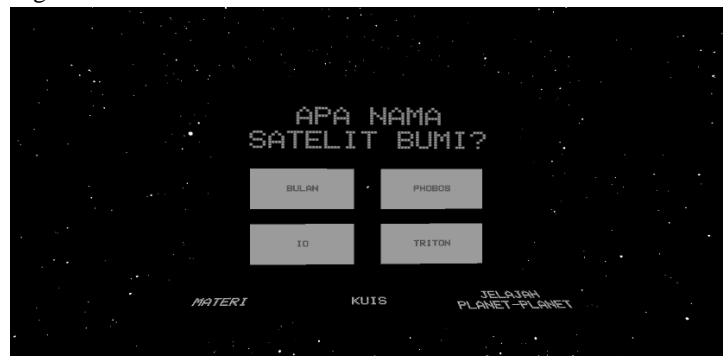 APA NAMA
SATELIT BUMI?
BULAN
PHOBOS
IO
TRITON
MATERI
KUIS
JELAJAH
PLANET-PLANET